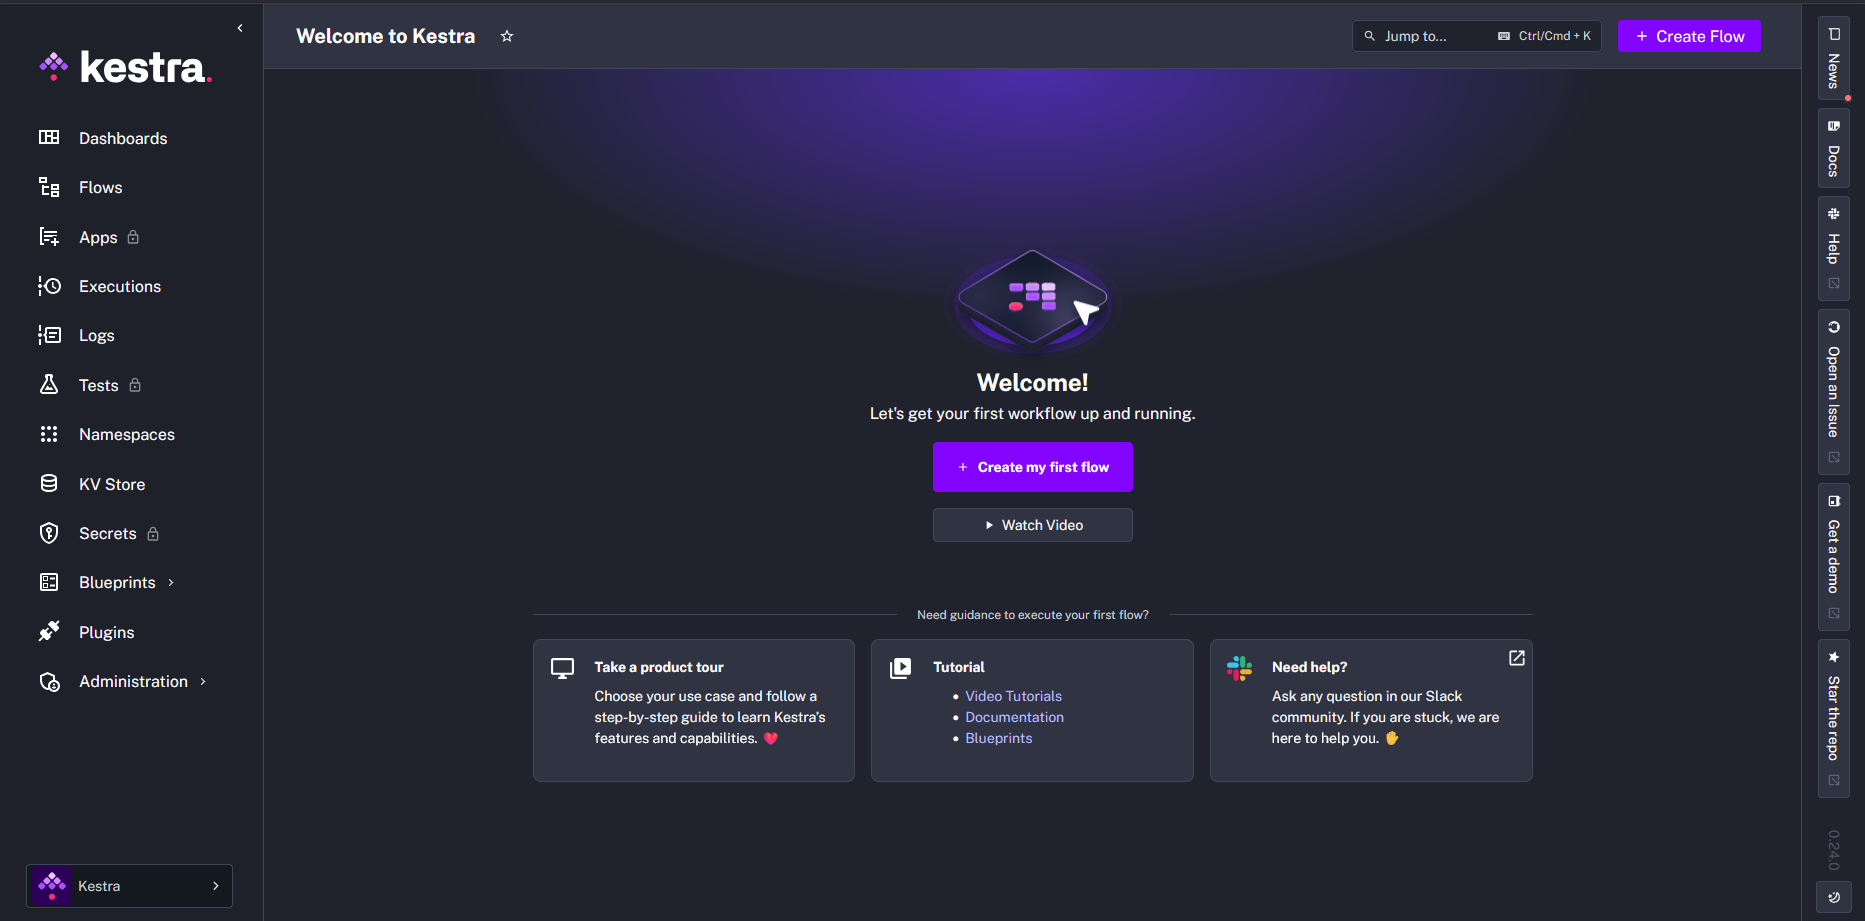 kestra.
Dashboards
Flows
Apps
Executions
Logs
Tests
Namespaces
KV Store
Secrets
Blueprints
Plugins
Administration
Kestra
Welcome to Kestra
Jump to...
Ctrl/Cmd + K
+ Create Flow
Welcome!
Let's get your first workflow up and running.
+ Create my first flow
Watch Video
Need guidance to execute your first flow?
Take a product tour
Choose your use case and follow a
step-by-step guide to learn Kestra's
features and capabilities. ❤️
Tutorial
• Video Tutorials
• Documentation
• Blueprints
Need help?
Ask any question in our Slack
community. If you are stuck, we are
here to help you. ✋
News
Docs
Help
Open an Issue
Get a demo
Star the repo
0.24.0